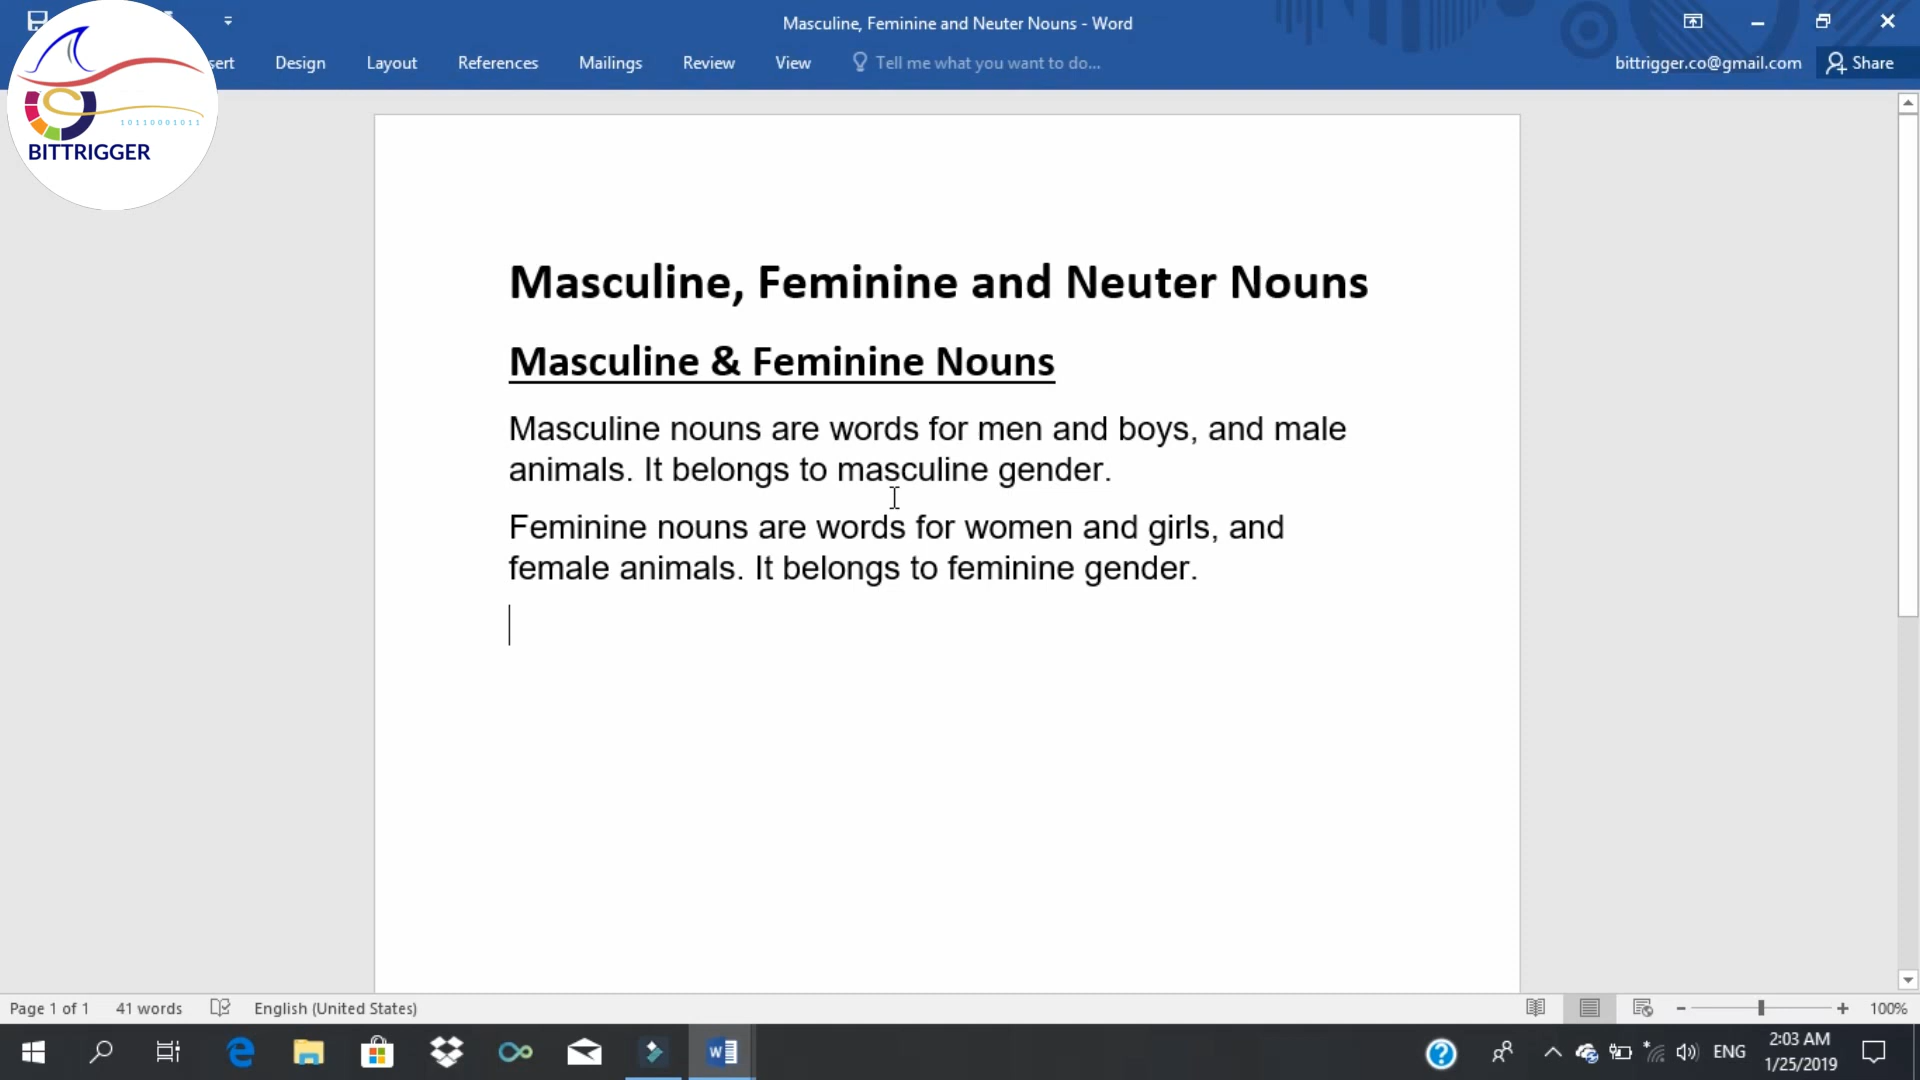 Masculine, Feminine and Neuter Nouns - Word
Design Layout References Mailings Review View Tell me what you want to do... bittrigger.co@gmail.com Share
10110001011
BITTRIGGER
Masculine, Feminine and Neuter Nouns
Masculine & Feminine Nouns
Masculine nouns are words for men and boys, and male
animals. It belongs to masculine gender.
Feminine nouns are words for women and girls, and
female animals. It belongs to feminine gender.
Page 1 of 1 41 words English (United States) 100%
ENG 2:03 AM
1/25/2019